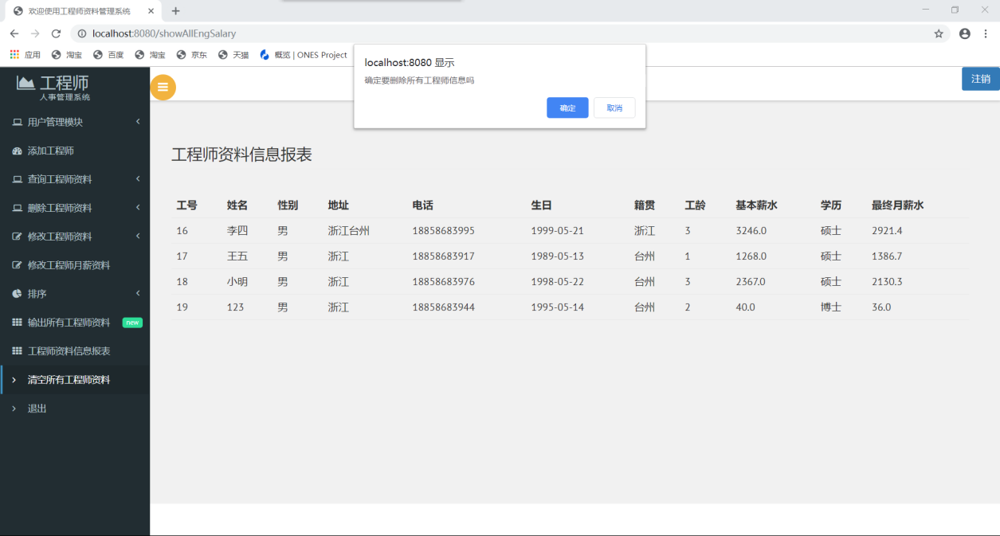 欢迎使用工程师资料管理系统
localhost:8080/showAllEngSalary
应用 淘宝 百度 淘宝 京东 天猫 概览 | ONES Project
localhost:8080 显示
确定要删除所有工程师信息吗
确定 取消
注销
工程师
人事管理系统
用户管理模块
添加工程师
查询工程师资料
删除工程师资料
修改工程师资料
修改工程师月薪资料
排序
输出所有工程师资料 new
工程师资料信息报表
清空所有工程师资料
退出
工程师资料信息报表
工号 姓名 性别 地址 电话 生日 籍贯 工龄 基本薪水 学历 最终月薪水
16 李四 男 浙江台州 18858683995 1999-05-21 浙江 3 3246.0 硕士 2921.4
17 王五 男 浙江 18858683917 1989-05-13 台州 1 1268.0 硕士 1386.7
18 小明 男 浙江 18858683976 1998-05-22 台州 3 2367.0 硕士 2130.3
19 123 男 浙江 18858683944 1995-05-14 台州 2 40.0 博士 36.0